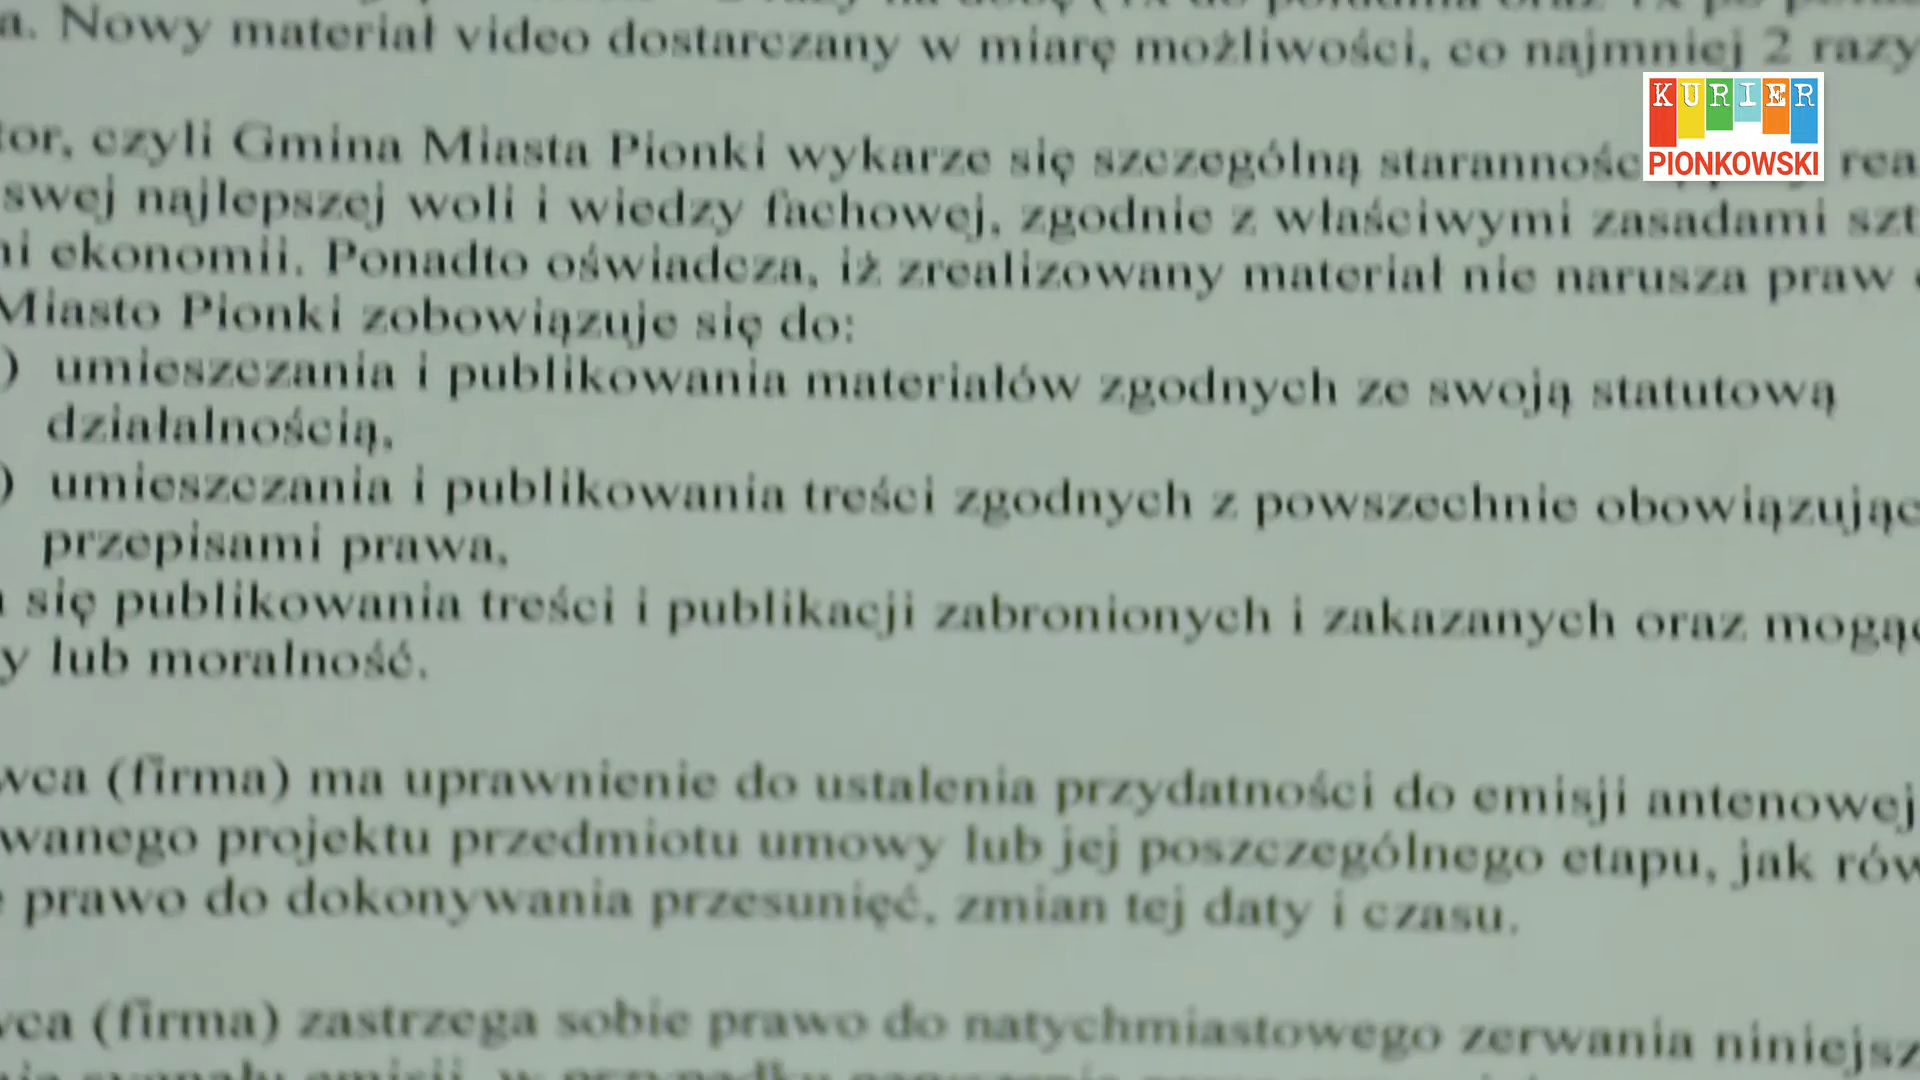 a. Nowy materiał video dostarczany w miarę możliwości, co najmniej 2 razy
KURIER
PIONKOWSKI
tor, czyli Gmina Miasta Pionki wykarze się szczególną starannośc
swej najlepszej woli i wiedzy fachowej, zgodnie z właściwymi zasadami szt
ni ekonomii. Ponadto oświadcza, iż zrealizowany materiał nie narusza praw
Miasto Pionki zobowiązuje się do:
) umieszczania i publikowania materiałów zgodnych ze swoją statutową
działalnością,
) umieszczania i publikowania treści zgodnych z powszechnie obowiązując
przepisami prawa,
się publikowania treści i publikacji zabronionych i zakazanych oraz mogąc
y lub moralność.
wca (firma) ma uprawnienie do ustalenia przydatności do emisji antenowej
wanego projektu przedmiotu umowy lub jej poszczególnego etapu, jak rów
prawo do dokonywania przesunięć, zmian tej daty i czasu.
wca (firma) zastrzega sobie prawo do natychmiastowego zerwania niniejsz